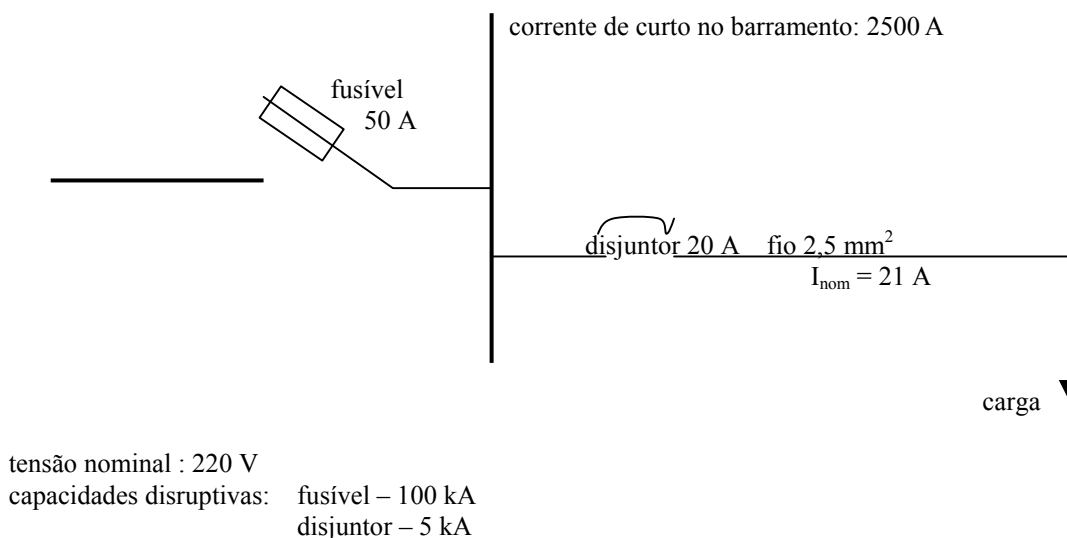 corrente de curto no barramento: 2500 A
fusível
50 A
disjuntor 20 A fio 2,5 mm²
Iₙₒₘ = 21 A
carga
tensão nominal : 220 V
capacidades disruptivas: fusível – 100 kA
disjuntor – 5 kA